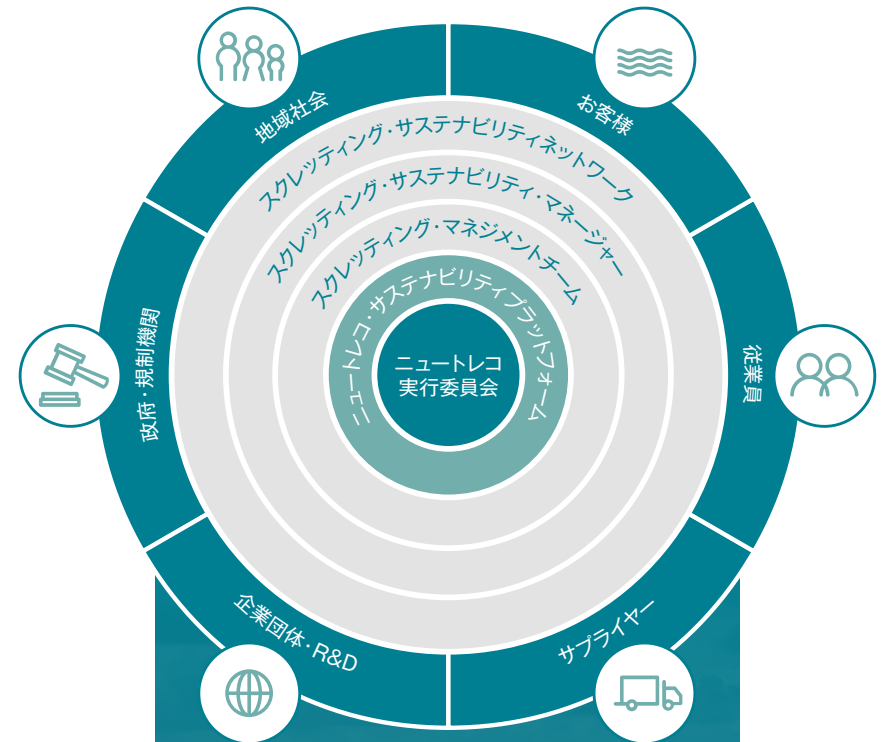 地域社会
お客様
スクレッティング・サステナビリティネットワーク
スクレッティング・サステナビリティ・マネージャー
スクレッティング・マネジメントチーム
ニュートレコ・サステナビリティプラットフォーム
ニュートレコ
実行委員会
政府・規制機関
従業員
企業団体・R&D
サプライヤー